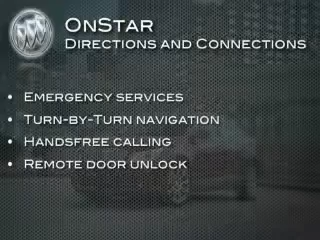 OnStar
Directions and Connections
• Emergency services
• Turn-by-Turn navigation
• Handsfree calling
• Remote door unlock